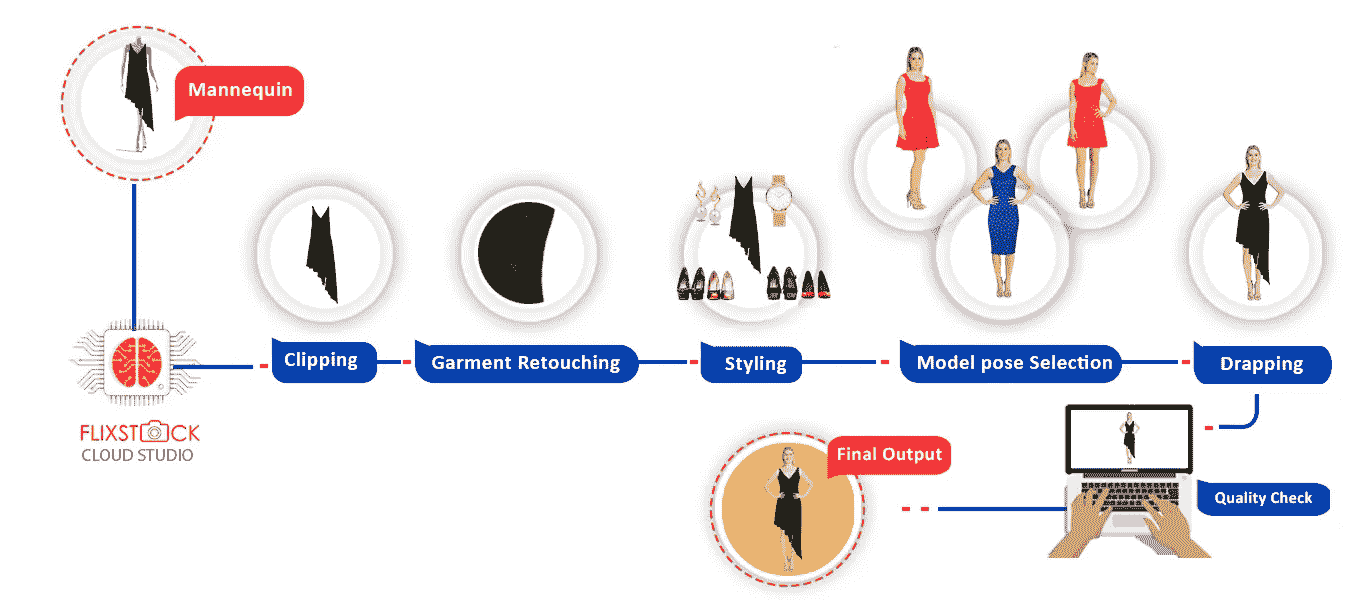 Mannequin
Clipping
Garment Retouching
Styling
Model pose Selection
Drapping
FLIXSTOCK
CLOUD STUDIO
Final Output
Quality Check